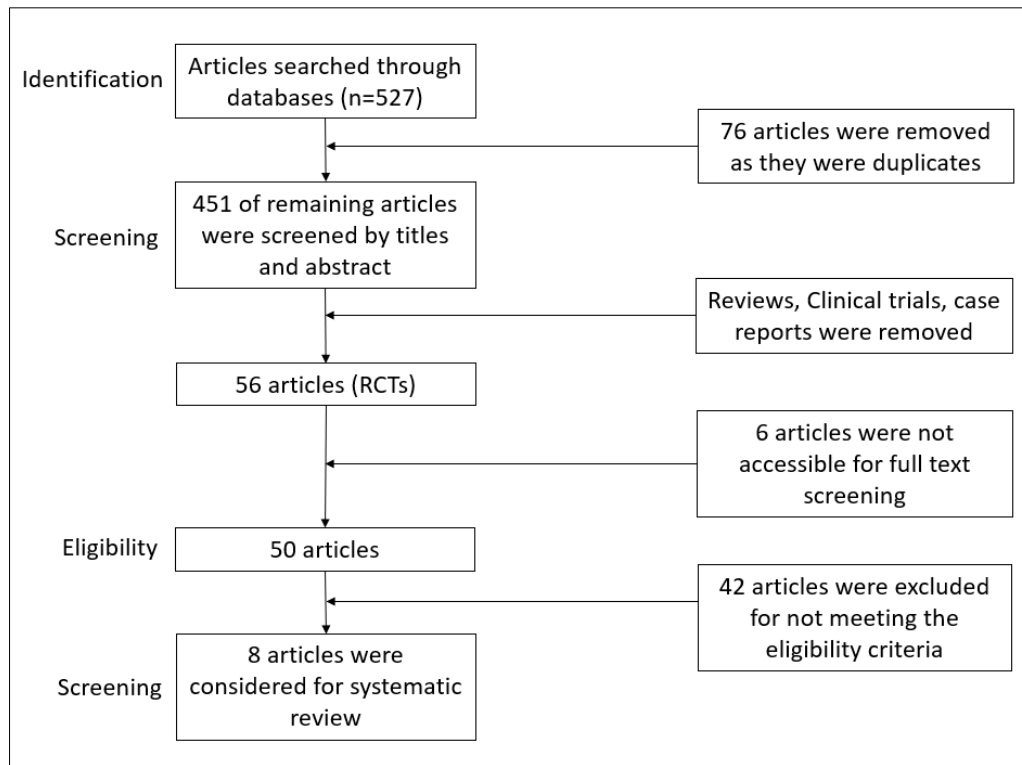 Identification
Articles searched through
databases (n=527)
76 articles were removed
as they were duplicates
Screening
451 of remaining articles
were screened by titles
and abstract
Reviews, Clinical trials, case
reports were removed
56 articles (RCTs)
6 articles were not
accessible for full text
screening
Eligibility
50 articles
42 articles were excluded
for not meeting the
eligibility criteria
Screening
8 articles were
considered for systematic
review